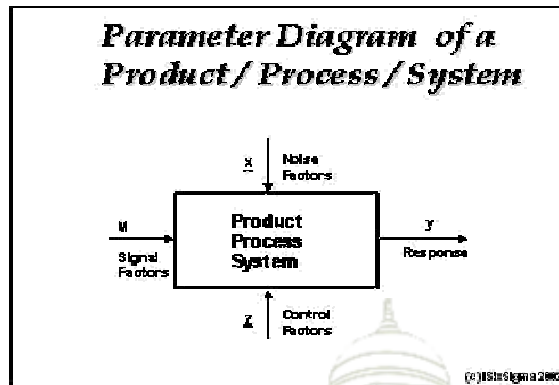 Parameter Diagram of a
Product / Process / System
x
Noise
Factors
Signal
Factors
Product
Process
System
y
Response
z
Control
Factors